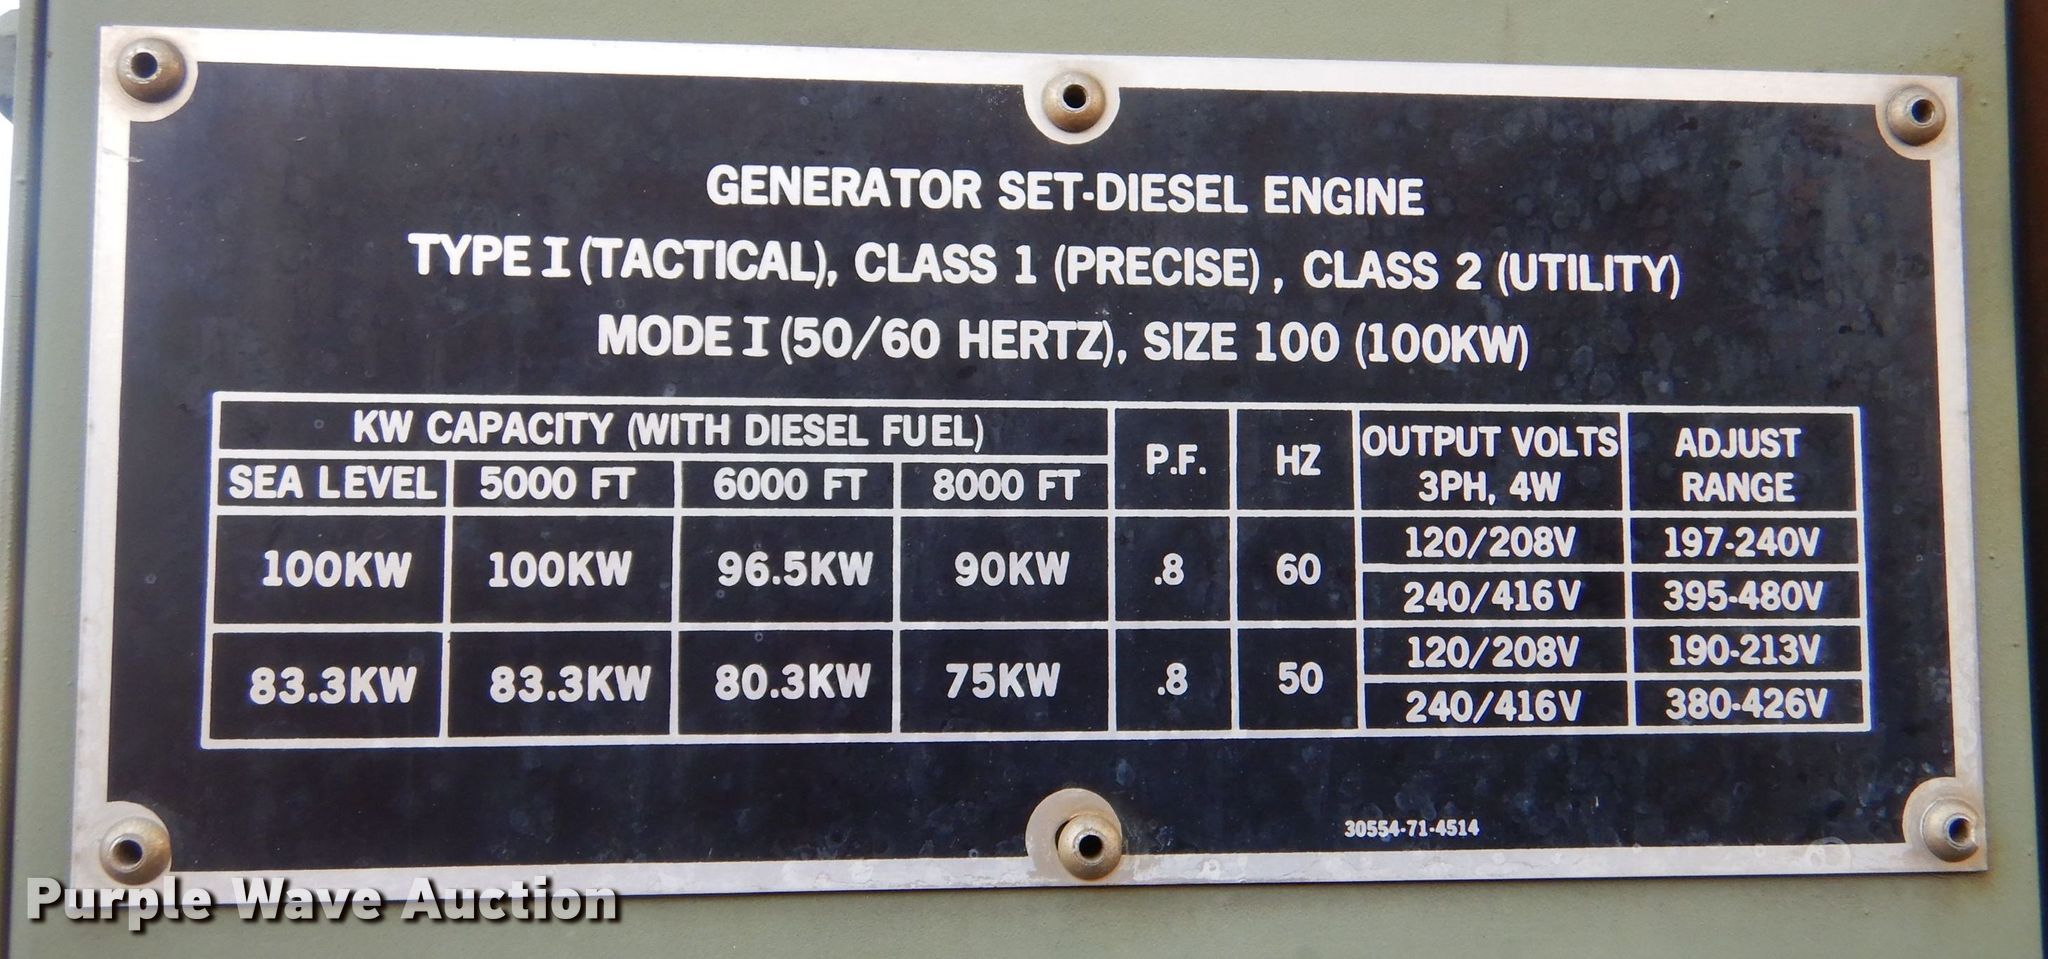 GENERATOR SET-DIESEL ENGINE
TYPE I (TACTICAL), CLASS 1 (PRECISE), CLASS 2 (UTILITY)
MODE I (50/60 HERTZ), SIZE 100 (100KW)
KW CAPACITY (WITH DIESEL FUEL) P.F. HZ OUTPUT VOLTS 3PH, 4W ADJUST RANGE
SEA LEVEL 5000 FT 6000 FT 8000 FT
100KW 100KW 96.5KW 90KW .8 60 120/208V 197-240V
240/416V 395-480V
83.3KW 83.3KW 80.3KW 75KW .8 50 120/208V 190-213V
240/416V 380-426V
30554-71-4514
Purple Wave Auction